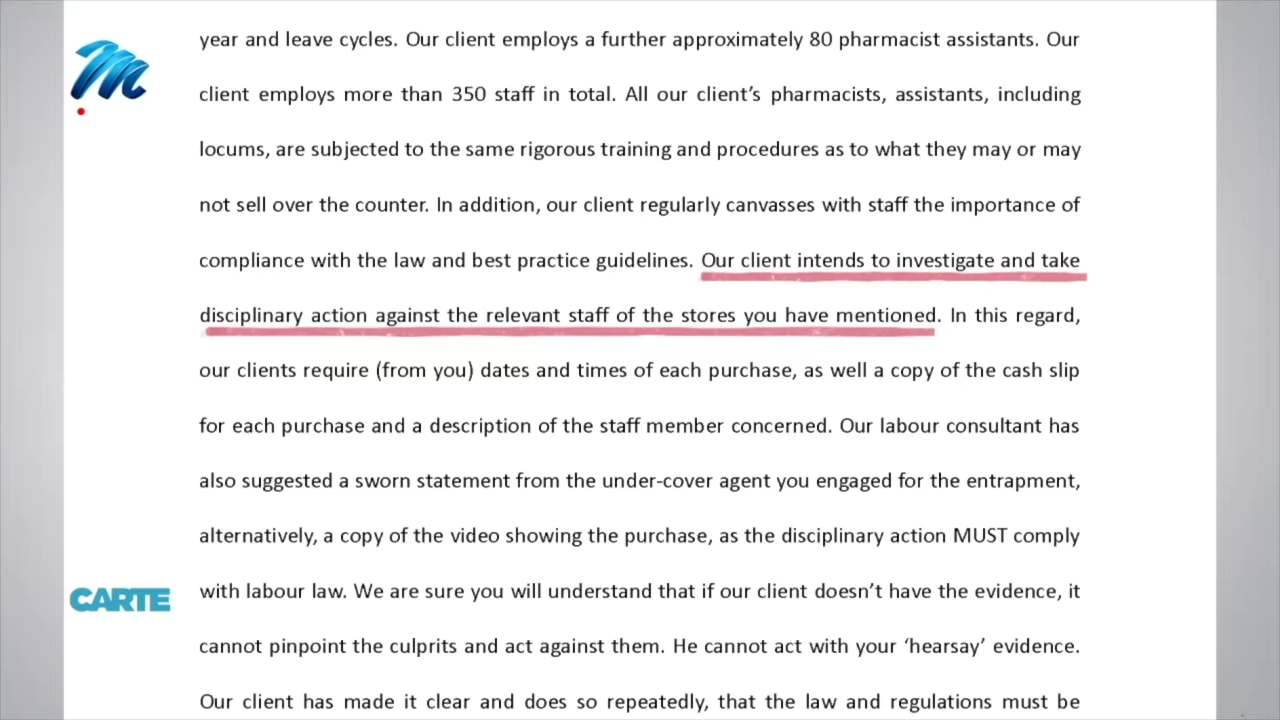 year and leave cycles. Our client employs a further approximately 80 pharmacist assistants. Our
client employs more than 350 staff in total. All our client’s pharmacists, assistants, including
locums, are subjected to the same rigorous training and procedures as to what they may or may
not sell over the counter. In addition, our client regularly canvasses with staff the importance of
compliance with the law and best practice guidelines. Our client intends to investigate and take
disciplinary action against the relevant staff of the stores you have mentioned. In this regard,
our clients require (from you) dates and times of each purchase, as well a copy of the cash slip
for each purchase and a description of the staff member concerned. Our labour consultant has
also suggested a sworn statement from the under-cover agent you engaged for the entrapment,
alternatively, a copy of the video showing the purchase, as the disciplinary action MUST comply
with labour law. We are sure you will understand that if our client doesn’t have the evidence, it
cannot pinpoint the culprits and act against them. He cannot act with your ‘hearsay’ evidence.
Our client has made it clear and does so repeatedly, that the law and regulations must be
M
CARTE